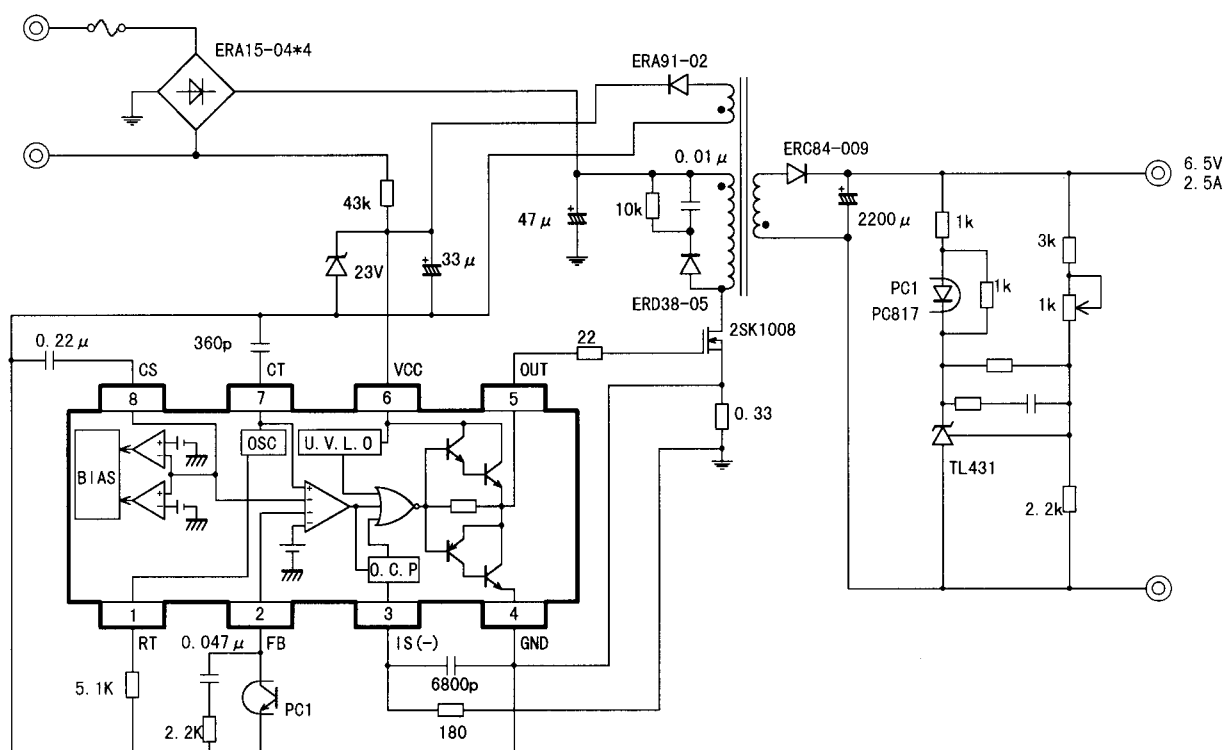 ERA15-04*4
ERA91-02
0.01μ
ERC84-009
6.5V
2.5A
43k
47μ
10k
2200μ
1k
3k
23V
33μ
ERD38-05
PC1
PC817
1k
1k
0.22μ
360p
22
2SK1008
CS
CT
VCC
OUT
8
7
6
5
0.33
OSC
U.V.L.O
BIAS
TL431
+
-
+
-
+
-
-
O.C.P
2.2k
1
2
3
4
RT
0.047μ
FB
IS(-)
GND
5.1K
6800p
PC1
2.2K
180